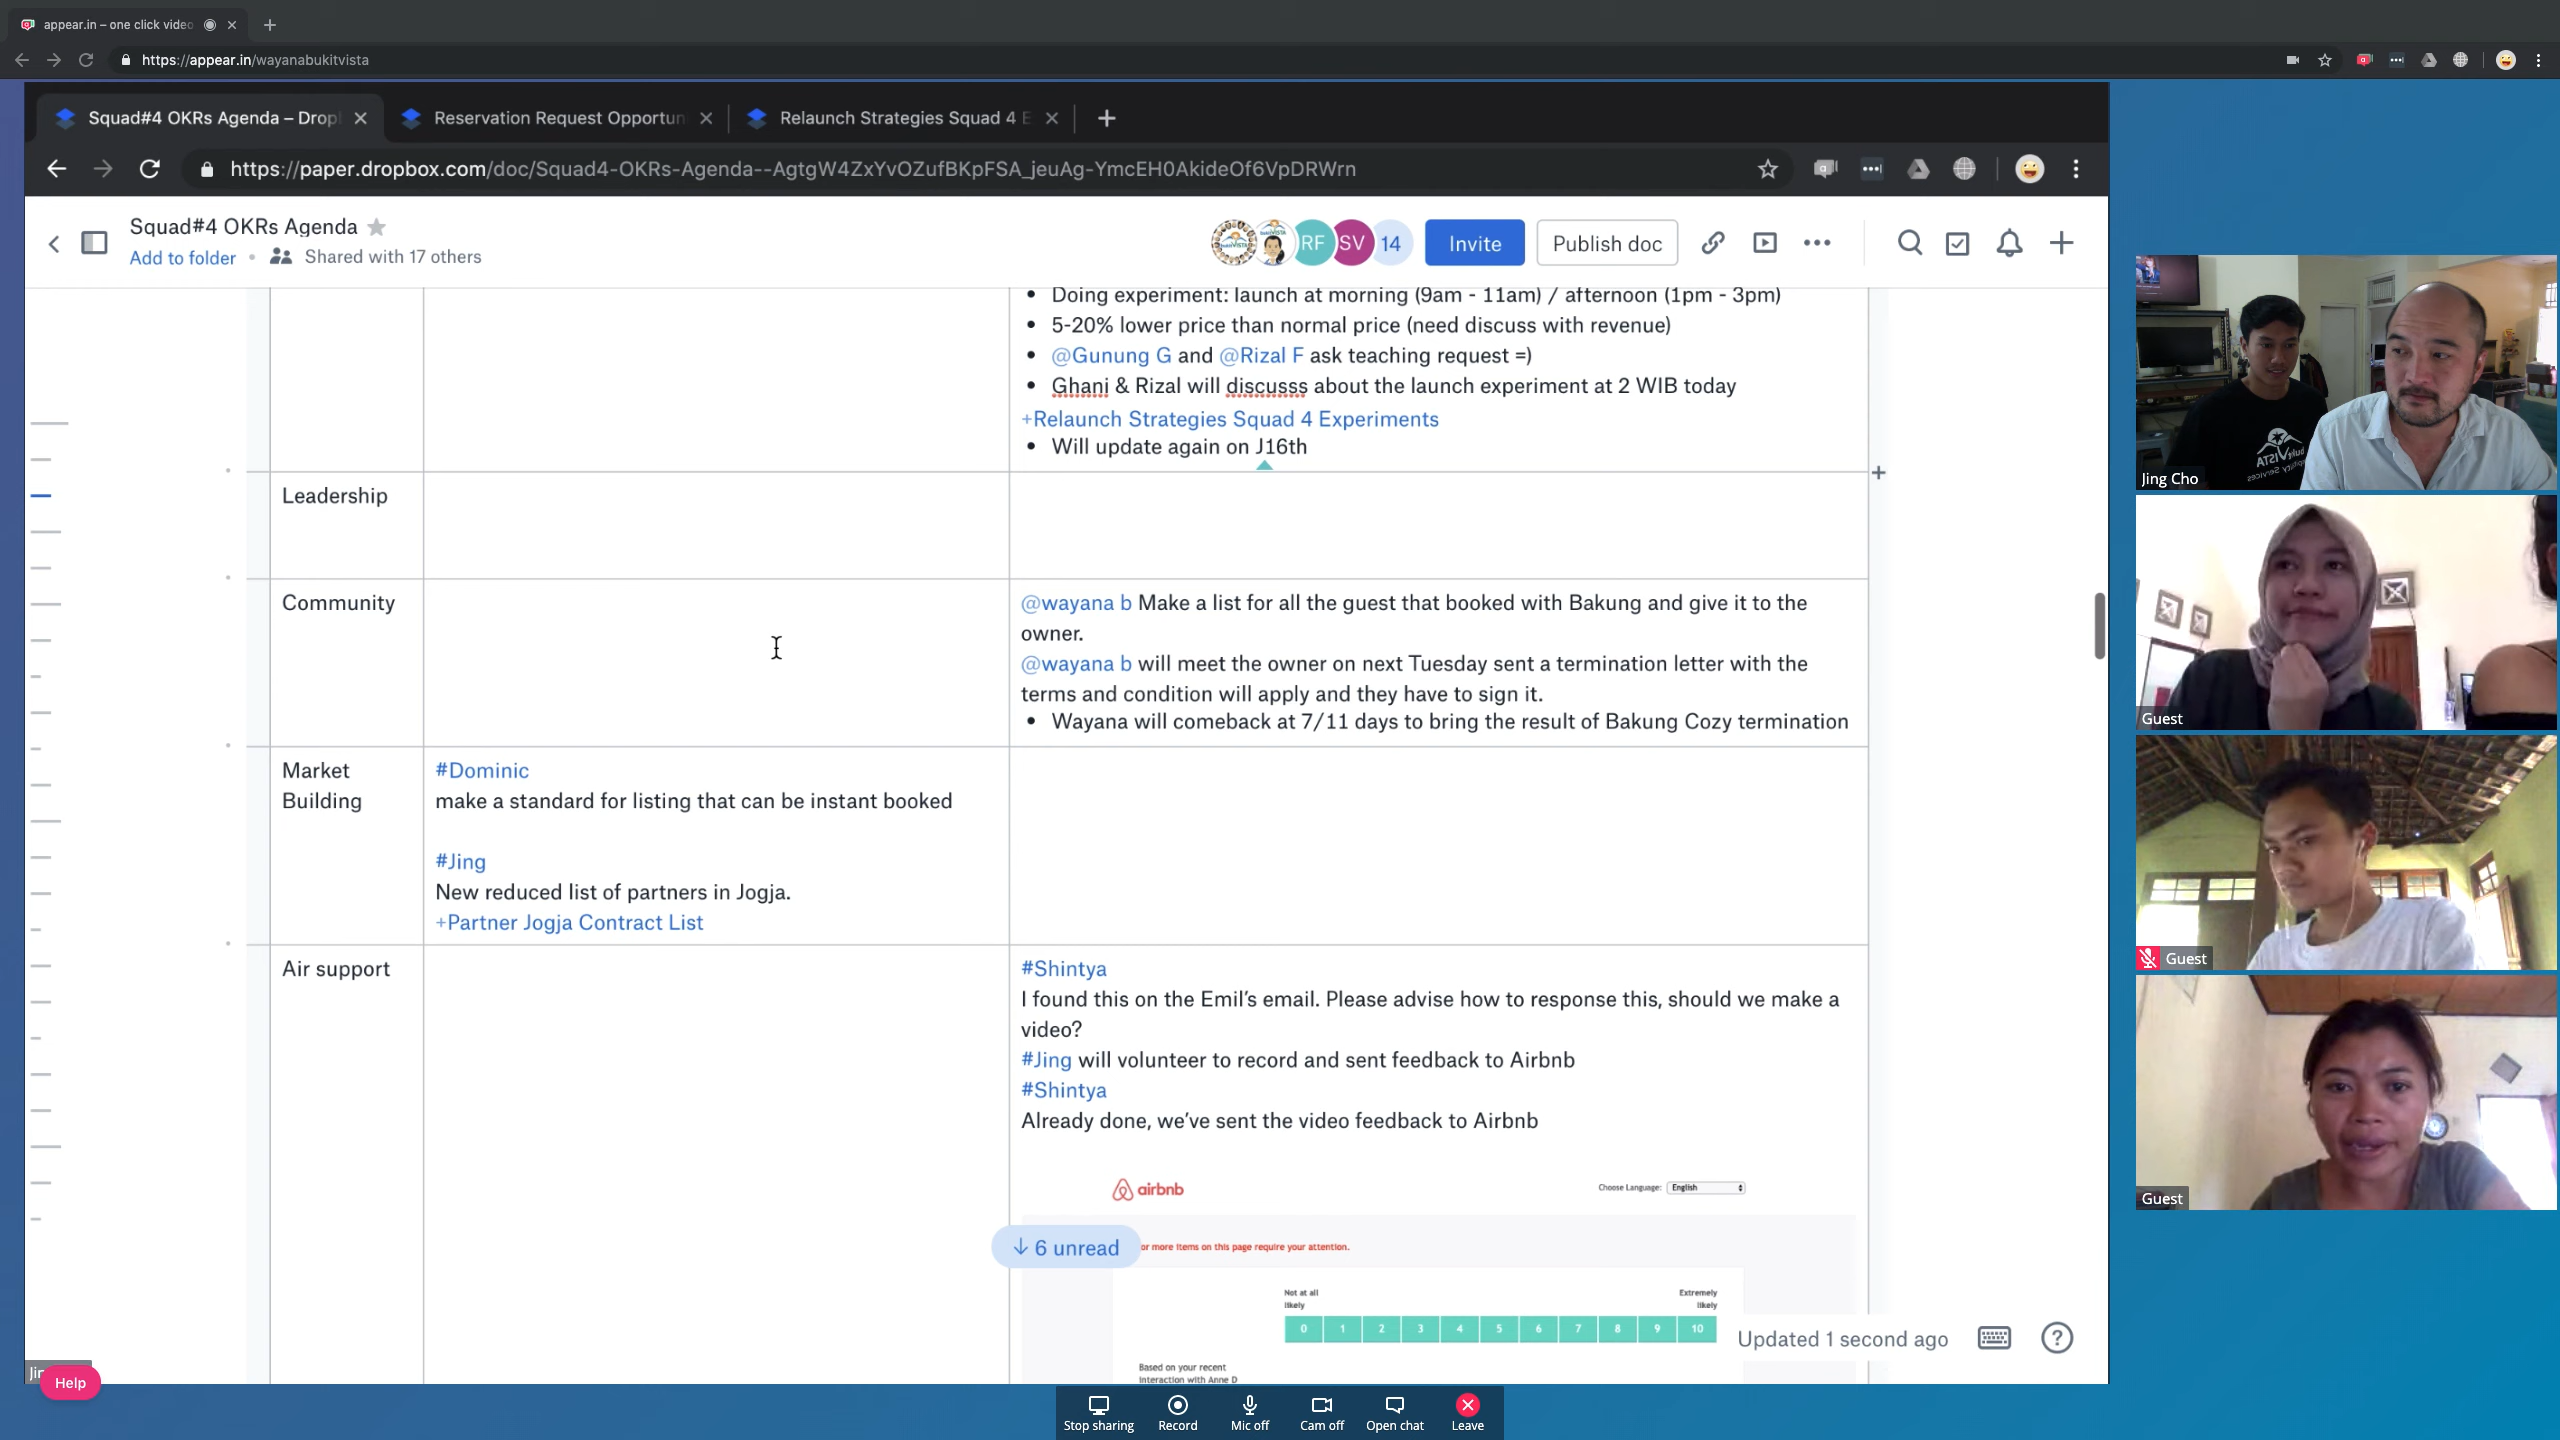 appear.in – one click video
https://appear.in/wayanabukitvista
Squad#4 OKRs Agenda – Drop
Reservation Request Opportun
Relaunch Strategies Squad 4 E
https://paper.dropbox.com/doc/Squad4-OKRs-Agenda--AgtgW4ZxYvOZufBKpFSA_jeuAg-YmcEH0AkideOf6VpDRWrn
Squad#4 OKRs Agenda
Add to folder • Shared with 17 others
RF SV 14 Invite Publish doc
• Doing experiment: launch at morning (9am - 11am) / afternoon (1pm - 3pm)
• 5-20% lower price than normal price (need discuss with revenue)
• @Gunung G and @Rizal F ask teaching request =)
• Ghani & Rizal will discusss about the launch experiment at 2 WIB today
+Relaunch Strategies Squad 4 Experiments
• Will update again on J16th
Leadership
Community
@wayana b Make a list for all the guest that booked with Bakung and give it to the
owner.
@wayana b will meet the owner on next Tuesday sent a termination letter with the
terms and condition will apply and they have to sign it.
• Wayana will comeback at 7/11 days to bring the result of Bakung Cozy termination
Market
Building
#Dominic
make a standard for listing that can be instant booked
#Jing
New reduced list of partners in Jogja.
+Partner Jogja Contract List
Air support
#Shintya
I found this on the Emil’s email. Please advise how to response this, should we make a
video?
#Jing will volunteer to record and sent feedback to Airbnb
#Shintya
Already done, we’ve sent the video feedback to Airbnb
airbnb
Choose Language: English
6 unread
or more items on this page require your attention.
Not at all
likely
Extremely
likely
0 1 2 3 4 5 6 7 8 9 10
Based on your recent
interaction with Anne D
Updated 1 second ago
Help
Jing Cho
Guest
Guest
Guest
Stop sharing
Record
Mic off
Cam off
Open chat
Leave